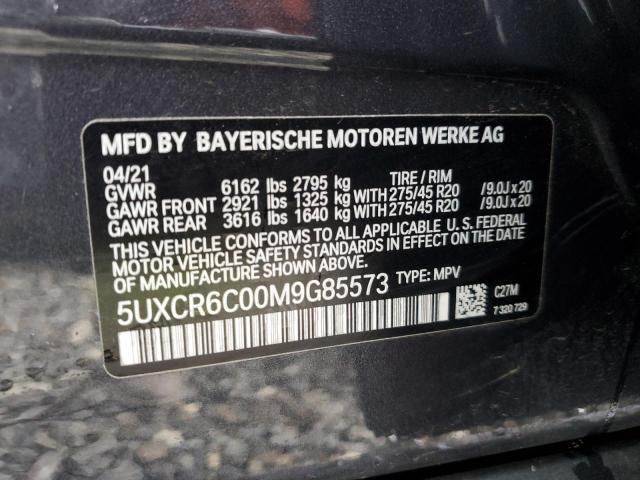 MFD BY BAYERISCHE MOTOREN WERKE AG
04/21 TIRE / RIM
GVWR 6162 lbs 2795 kg
GAWR FRONT 2921 lbs 1325 kg WITH 275/45 R20 /9.0J x 20
GAWR REAR 3616 lbs 1640 kg WITH 275/45 R20 /9.0J x 20
THIS VEHICLE CONFORMS TO ALL APPLICABLE U.S. FEDERAL
MOTOR VEHICLE SAFETY STANDARDS IN EFFECT ON THE
DATE OF MANUFACTURE SHOWN ABOVE.
5UXCR6C00M9G85573 TYPE: MPV
C27M
7 320 729